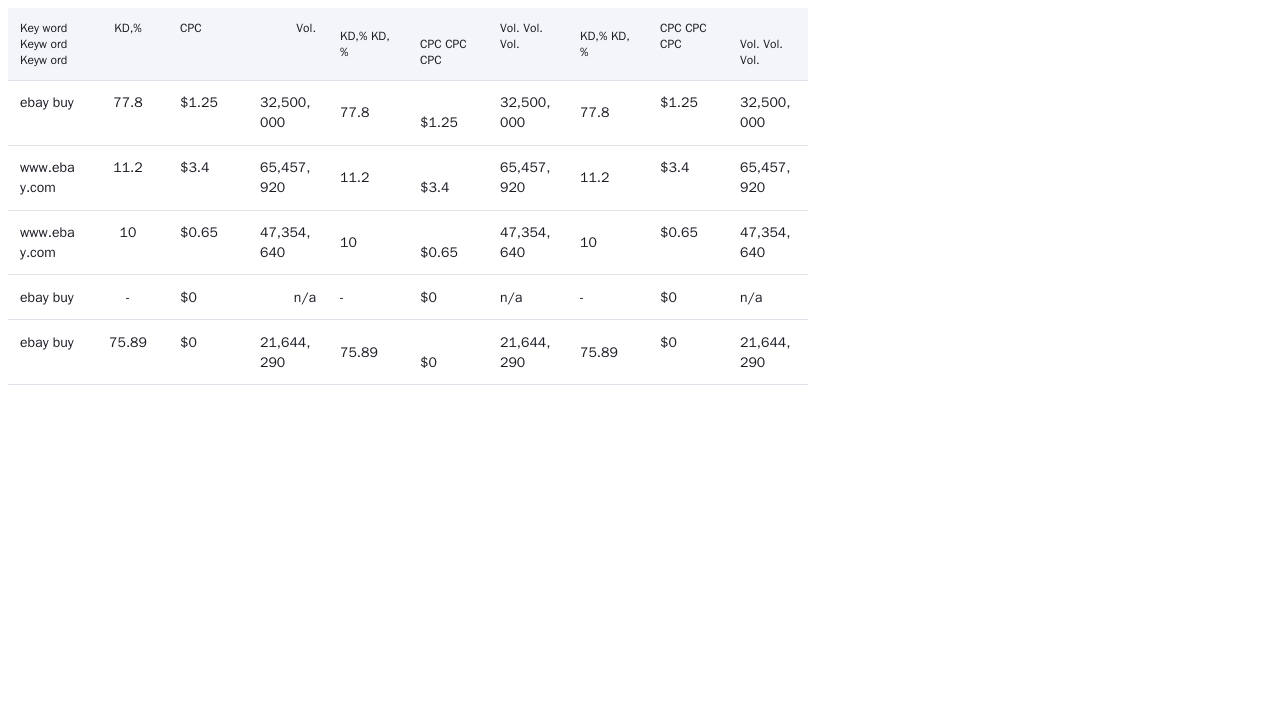 Key word Keyw ord Keyw ord	KD,%	CPC	Vol.	KD,% KD, %	CPC CPC CPC	Vol. Vol. Vol.	KD,% KD, %	CPC CPC CPC	Vol. Vol. Vol.
ebay buy	77.8	$1.25	32,500,000	77.8	$1.25	32,500,000	77.8	$1.25	32,500,000
www.ebay.com	11.2	$3.4	65,457,920	11.2	$3.4	65,457,920	11.2	$3.4	65,457,920
www.ebay.com	10	$0.65	47,354,640	10	$0.65	47,354,640	10	$0.65	47,354,640
ebay buy	-	$0	n/a	-	$0	n/a	-	$0	n/a
ebay buy	75.89	$0	21,644,290	75.89	$0	21,644,290	75.89	$0	21,644,290